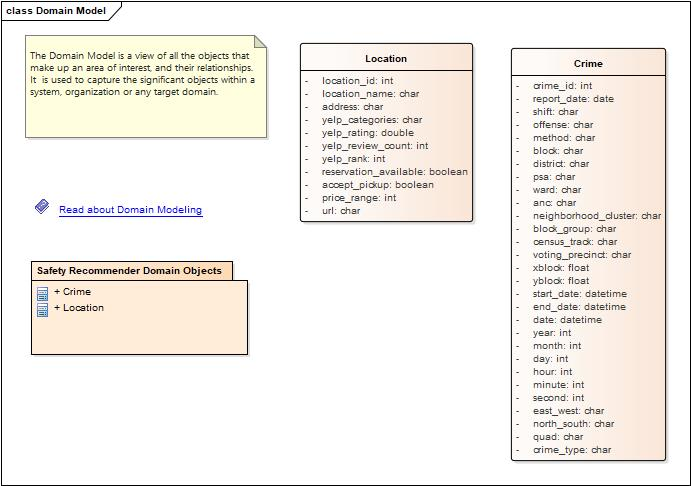 class Domain Model
The Domain Model is a view of all the objects that
make up an area of interest, and their relationships.
It is used to capture the significant objects within a
system, organization or any target domain.
Read about Domain Modeling
Safety Recommender Domain Objects
+ Crime
+ Location
Location
- location_id: int
- location_name: char
- address: char
- yelp_categories: char
- yelp_rating: double
- yelp_review_count: int
- yelp_rank: int
- reservation_available: boolean
- accept_pickup: boolean
- price_range: int
- url: char
Crime
- crime_id: int
- report_date: date
- shift: char
- offense: char
- method: char
- block: char
- district: char
- psa: char
- ward: char
- anc: char
- neighborhood_cluster: char
- block_group: char
- census_track: char
- voting_precinct: char
- xblock: float
- yblock: float
- start_date: datetime
- end_date: datetime
- date: datetime
- year: int
- month: int
- day: int
- hour: int
- minute: int
- second: int
- east_west: char
- north_south: char
- quad: char
- crime_type: char